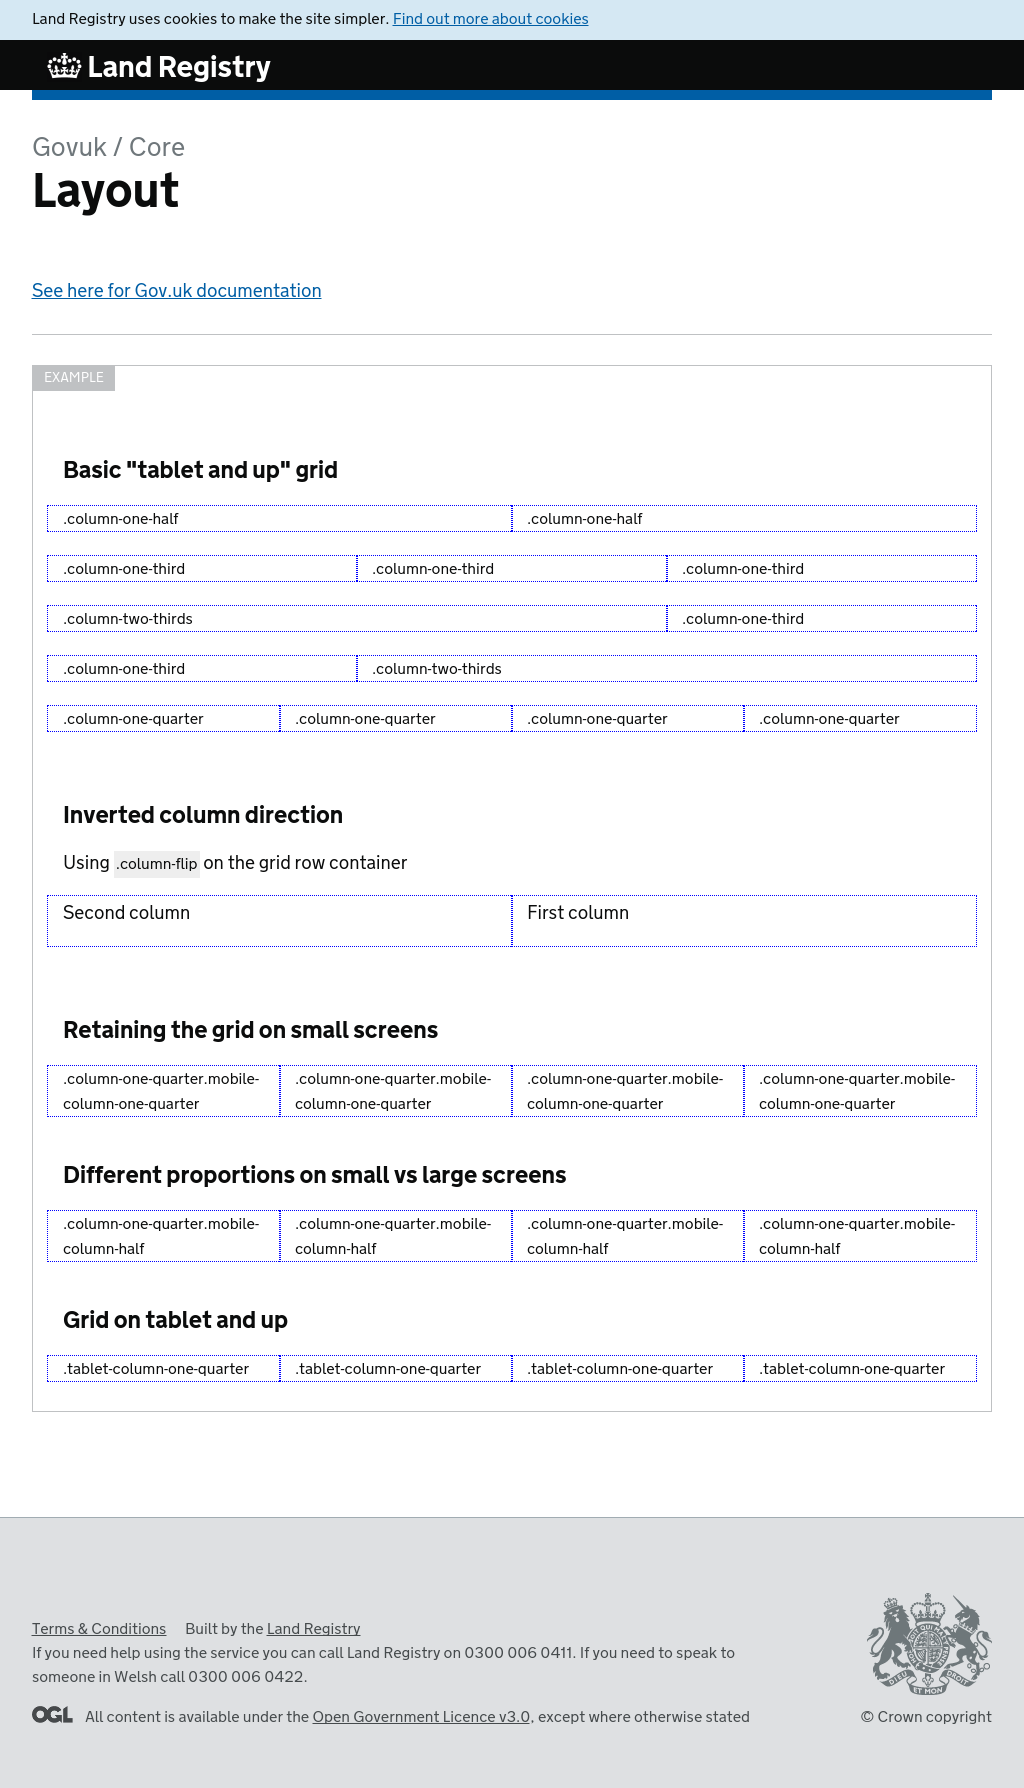 Land Registry uses cookies to make the site simpler. Find out more about cookies
Land Registry
Govuk / Core
Layout
See here for Gov.uk documentation
EXAMPLE
Basic "tablet and up" grid
.column-one-half .column-one-half
.column-one-third .column-one-third .column-one-third
.column-two-thirds .column-one-third
.column-one-third .column-two-thirds
.column-one-quarter .column-one-quarter .column-one-quarter .column-one-quarter
Inverted column direction
Using .column-flip on the grid row container
Second column First column
Retaining the grid on small screens
.column-one-quarter.mobile- .column-one-quarter.mobile- .column-one-quarter.mobile- .column-one-quarter.mobile-
column-one-quarter column-one-quarter column-one-quarter column-one-quarter
Different proportions on small vs large screens
.column-one-quarter.mobile- .column-one-quarter.mobile- .column-one-quarter.mobile- .column-one-quarter.mobile-
column-half column-half column-half column-half
Grid on tablet and up
.tablet-column-one-quarter .tablet-column-one-quarter .tablet-column-one-quarter .tablet-column-one-quarter
Terms & Conditions Built by the Land Registry
If you need help using the service you can call Land Registry on 0300 006 0411. If you need to speak to
someone in Welsh call 0300 006 0422.
DIEU ET MON DROIT
OGL All content is available under the Open Government Licence v3.0, except where otherwise stated
© Crown copyright